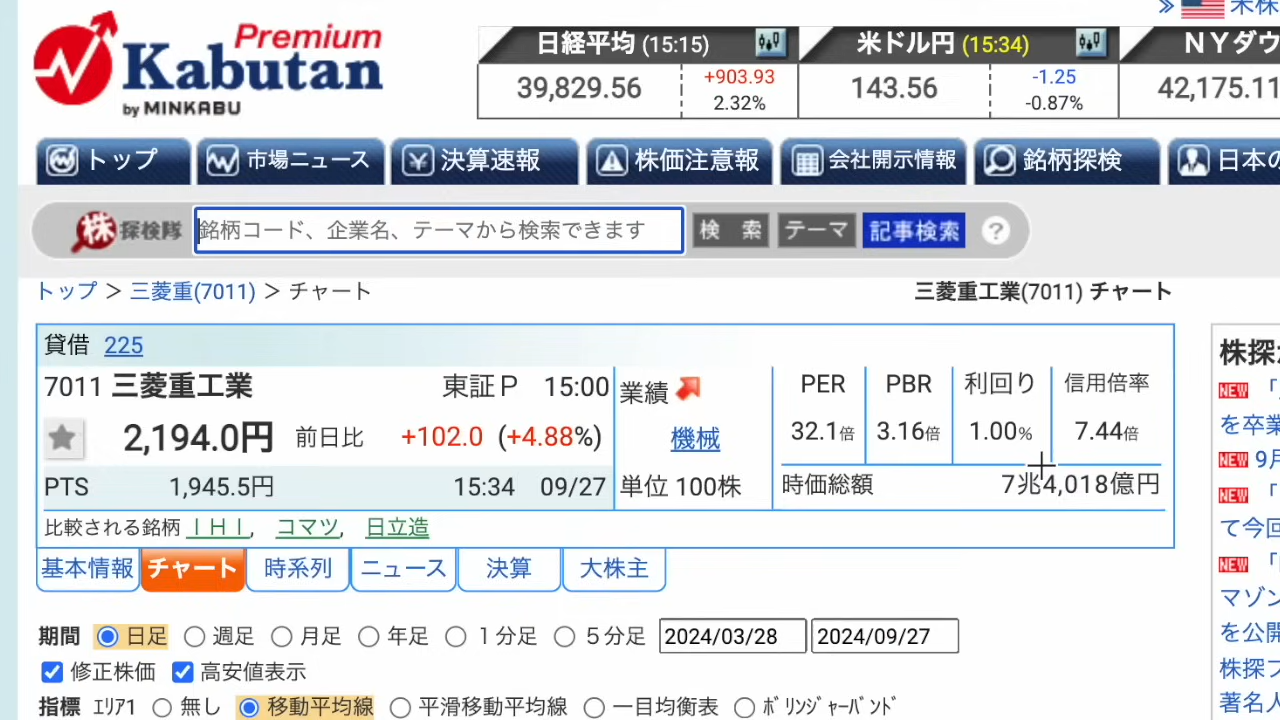 » 米株
Premium
Kabutan
by MINKABU
日経平均 (15:15) 米ドル円 (15:34) NYダウ
39,829.56 +903.93 2.32% 143.56 -1.25 -0.87% 42,175.11
トップ 市場ニュース 決算速報 株価注意報 会社開示情報 銘柄探検 日本の
株 探検隊 銘柄コード、企業名、テーマから検索できます 検 索 テーマ 記事検索 ?
トップ > 三菱重(7011) > チャート 三菱重工業(7011) チャート
貸借 225
7011 三菱重工業 東証Ｐ 15:00 業績 PER PBR 利回り 信用倍率
2,194.0円 前日比 +102.0 (+4.88%) 機械 32.1倍 3.16倍 1.00% 7.44倍
PTS 1,945.5円 15:34 09/27 単位 100株 時価総額 7兆4,018億円
比較される銘柄 ＩＨＩ, コマツ, 日立造
基本情報 チャート 時系列 ニュース 決算 大株主
期間 日足 週足 月足 年足 １分足 ５分足 2024/03/28 2024/09/27
修正株価 高安値表示
指標 ｴﾘｱ1 無し 移動平均線 平滑移動平均線 一目均衡表 ﾎﾞﾘﾝｼﾞｬｰﾊﾞﾝﾄﾞ
株探
NEW 「
を卒業
NEW 9月
NEW 「
て今回
NEW 「
マゾン
を公開
株探プ
著名人